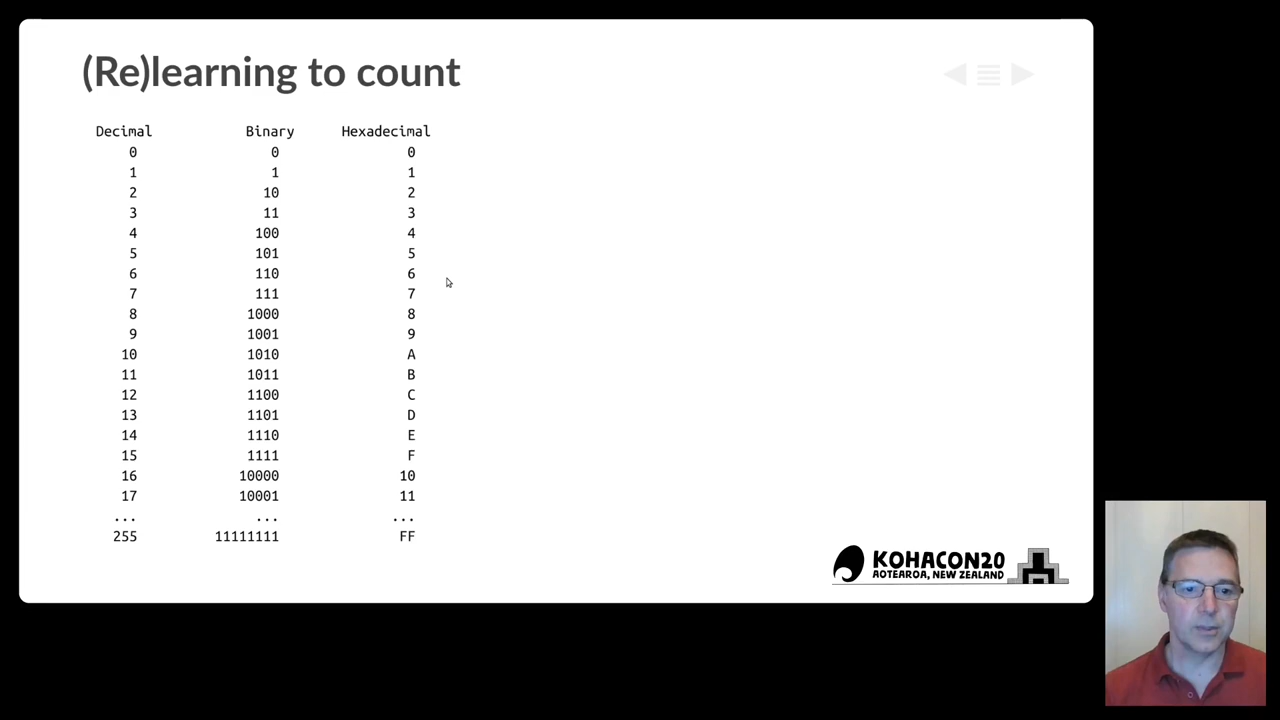 (Re)learning to count
Decimal Binary Hexadecimal
0 0 0
1 1 1
2 10 2
3 11 3
4 100 4
5 101 5
6 110 6
7 111 7
8 1000 8
9 1001 9
10 1010 A
11 1011 B
12 1100 C
13 1101 D
14 1110 E
15 1111 F
16 10000 10
17 10001 11
... ... ...
255 11111111 FF
KOHACON20
AOTEAROA, NEW ZEALAND